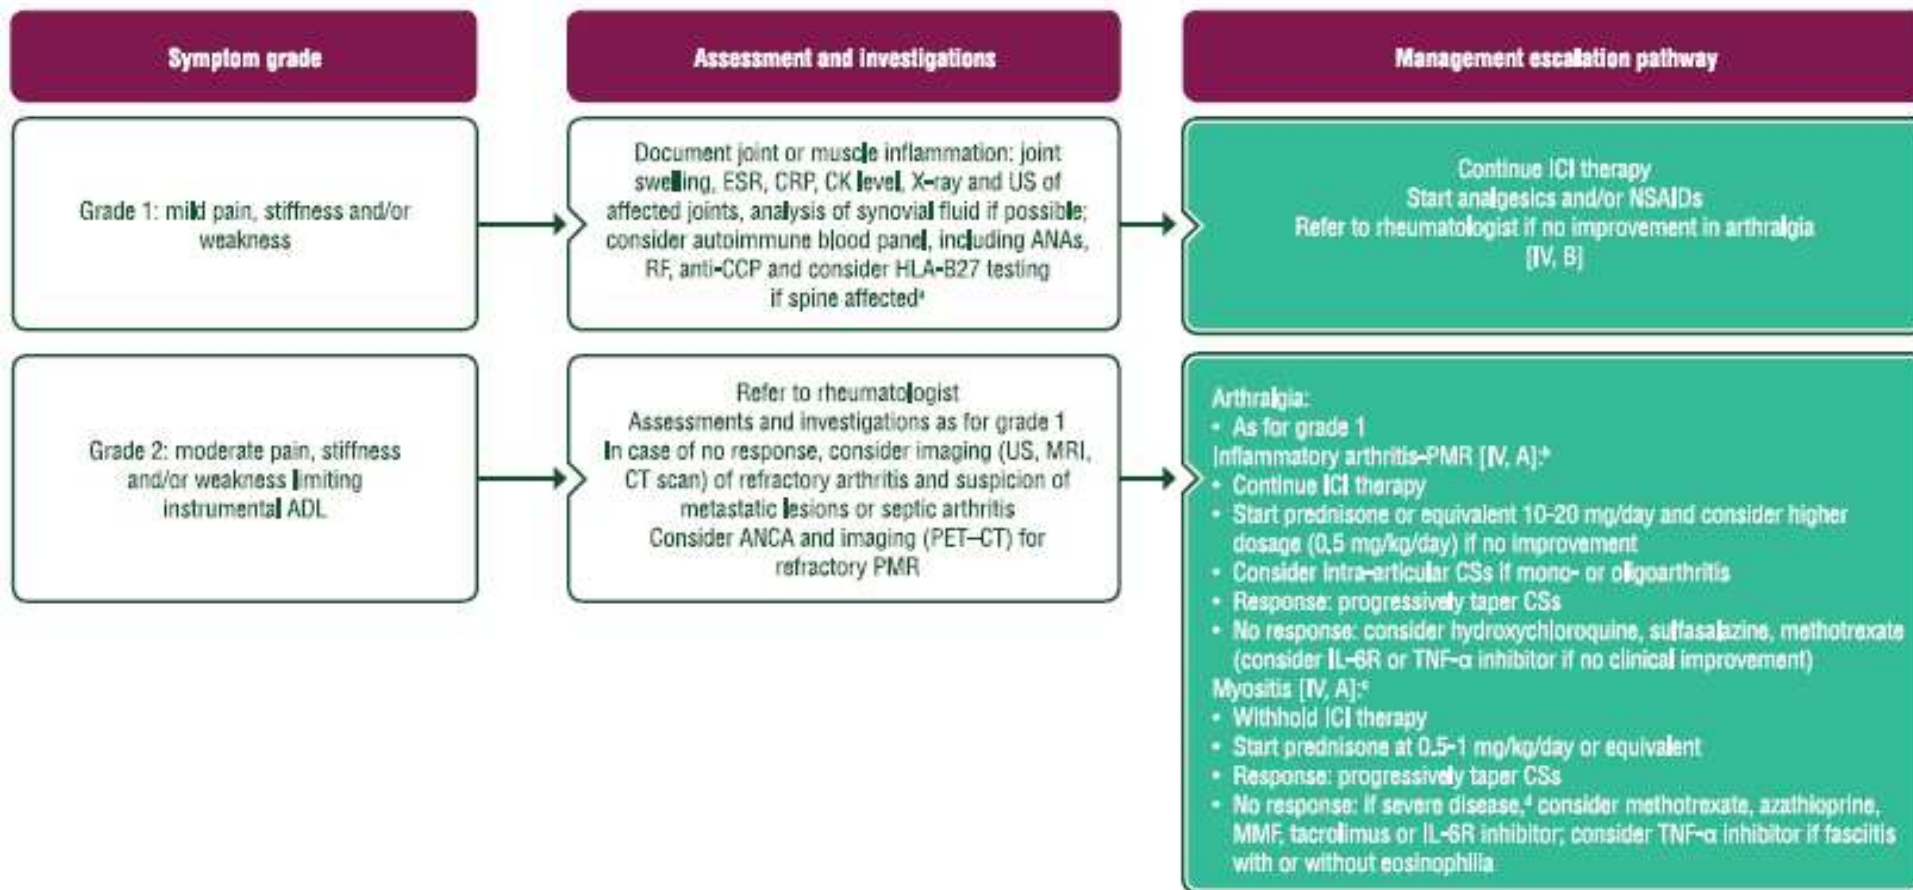 Symptom grade
Assessment and investigations
Management escalation pathway
Grade 1: mild pain, stiffness and/or
weakness
Document joint or muscle inflammation: joint
swelling, ESR, CRP, CK level, X-ray and US of
affected joints, analysis of synovial fluid if possible;
consider autoimmune blood panel, including ANAs,
RF, anti-CCP and consider HLA-B27 testing
if spine affectedᵃ
Continue ICI therapy
Start analgesics and/or NSAIDs
Refer to rheumatologist if no improvement in arthralgia
[IV, B]
Grade 2: moderate pain, stiffness
and/or weakness limiting
instrumental ADL
Refer to rheumatologist
Assessments and investigations as for grade 1
In case of no response, consider imaging (US, MRI,
CT scan) of refractory arthritis and suspicion of
metastatic lesions or septic arthritis
Consider ANCA and imaging (PET–CT) for
refractory PMR
Arthralgia:
• As for grade 1
Inflammatory arthritis–PMR [IV, A]:ᵇ
• Continue ICI therapy
• Start prednisone or equivalent 10-20 mg/day and consider higher
dosage (0.5 mg/kg/day) if no improvement
• Consider intra-articular CSs if mono- or oligoarthritis
• Response: progressively taper CSs
• No response: consider hydroxychloroquine, sulfasalazine, methotrexate
(consider IL-6R or TNF-α inhibitor if no clinical improvement)
Myositis [IV, A]:ᶜ
• Withhold ICI therapy
• Start prednisone at 0.5-1 mg/kg/day or equivalent
• Response: progressively taper CSs
• No response: if severe disease,ᵈ consider methotrexate, azathioprine,
MMF, tacrolimus or IL-6R inhibitor; consider TNF-α inhibitor if fasciitis
with or without eosinophilia